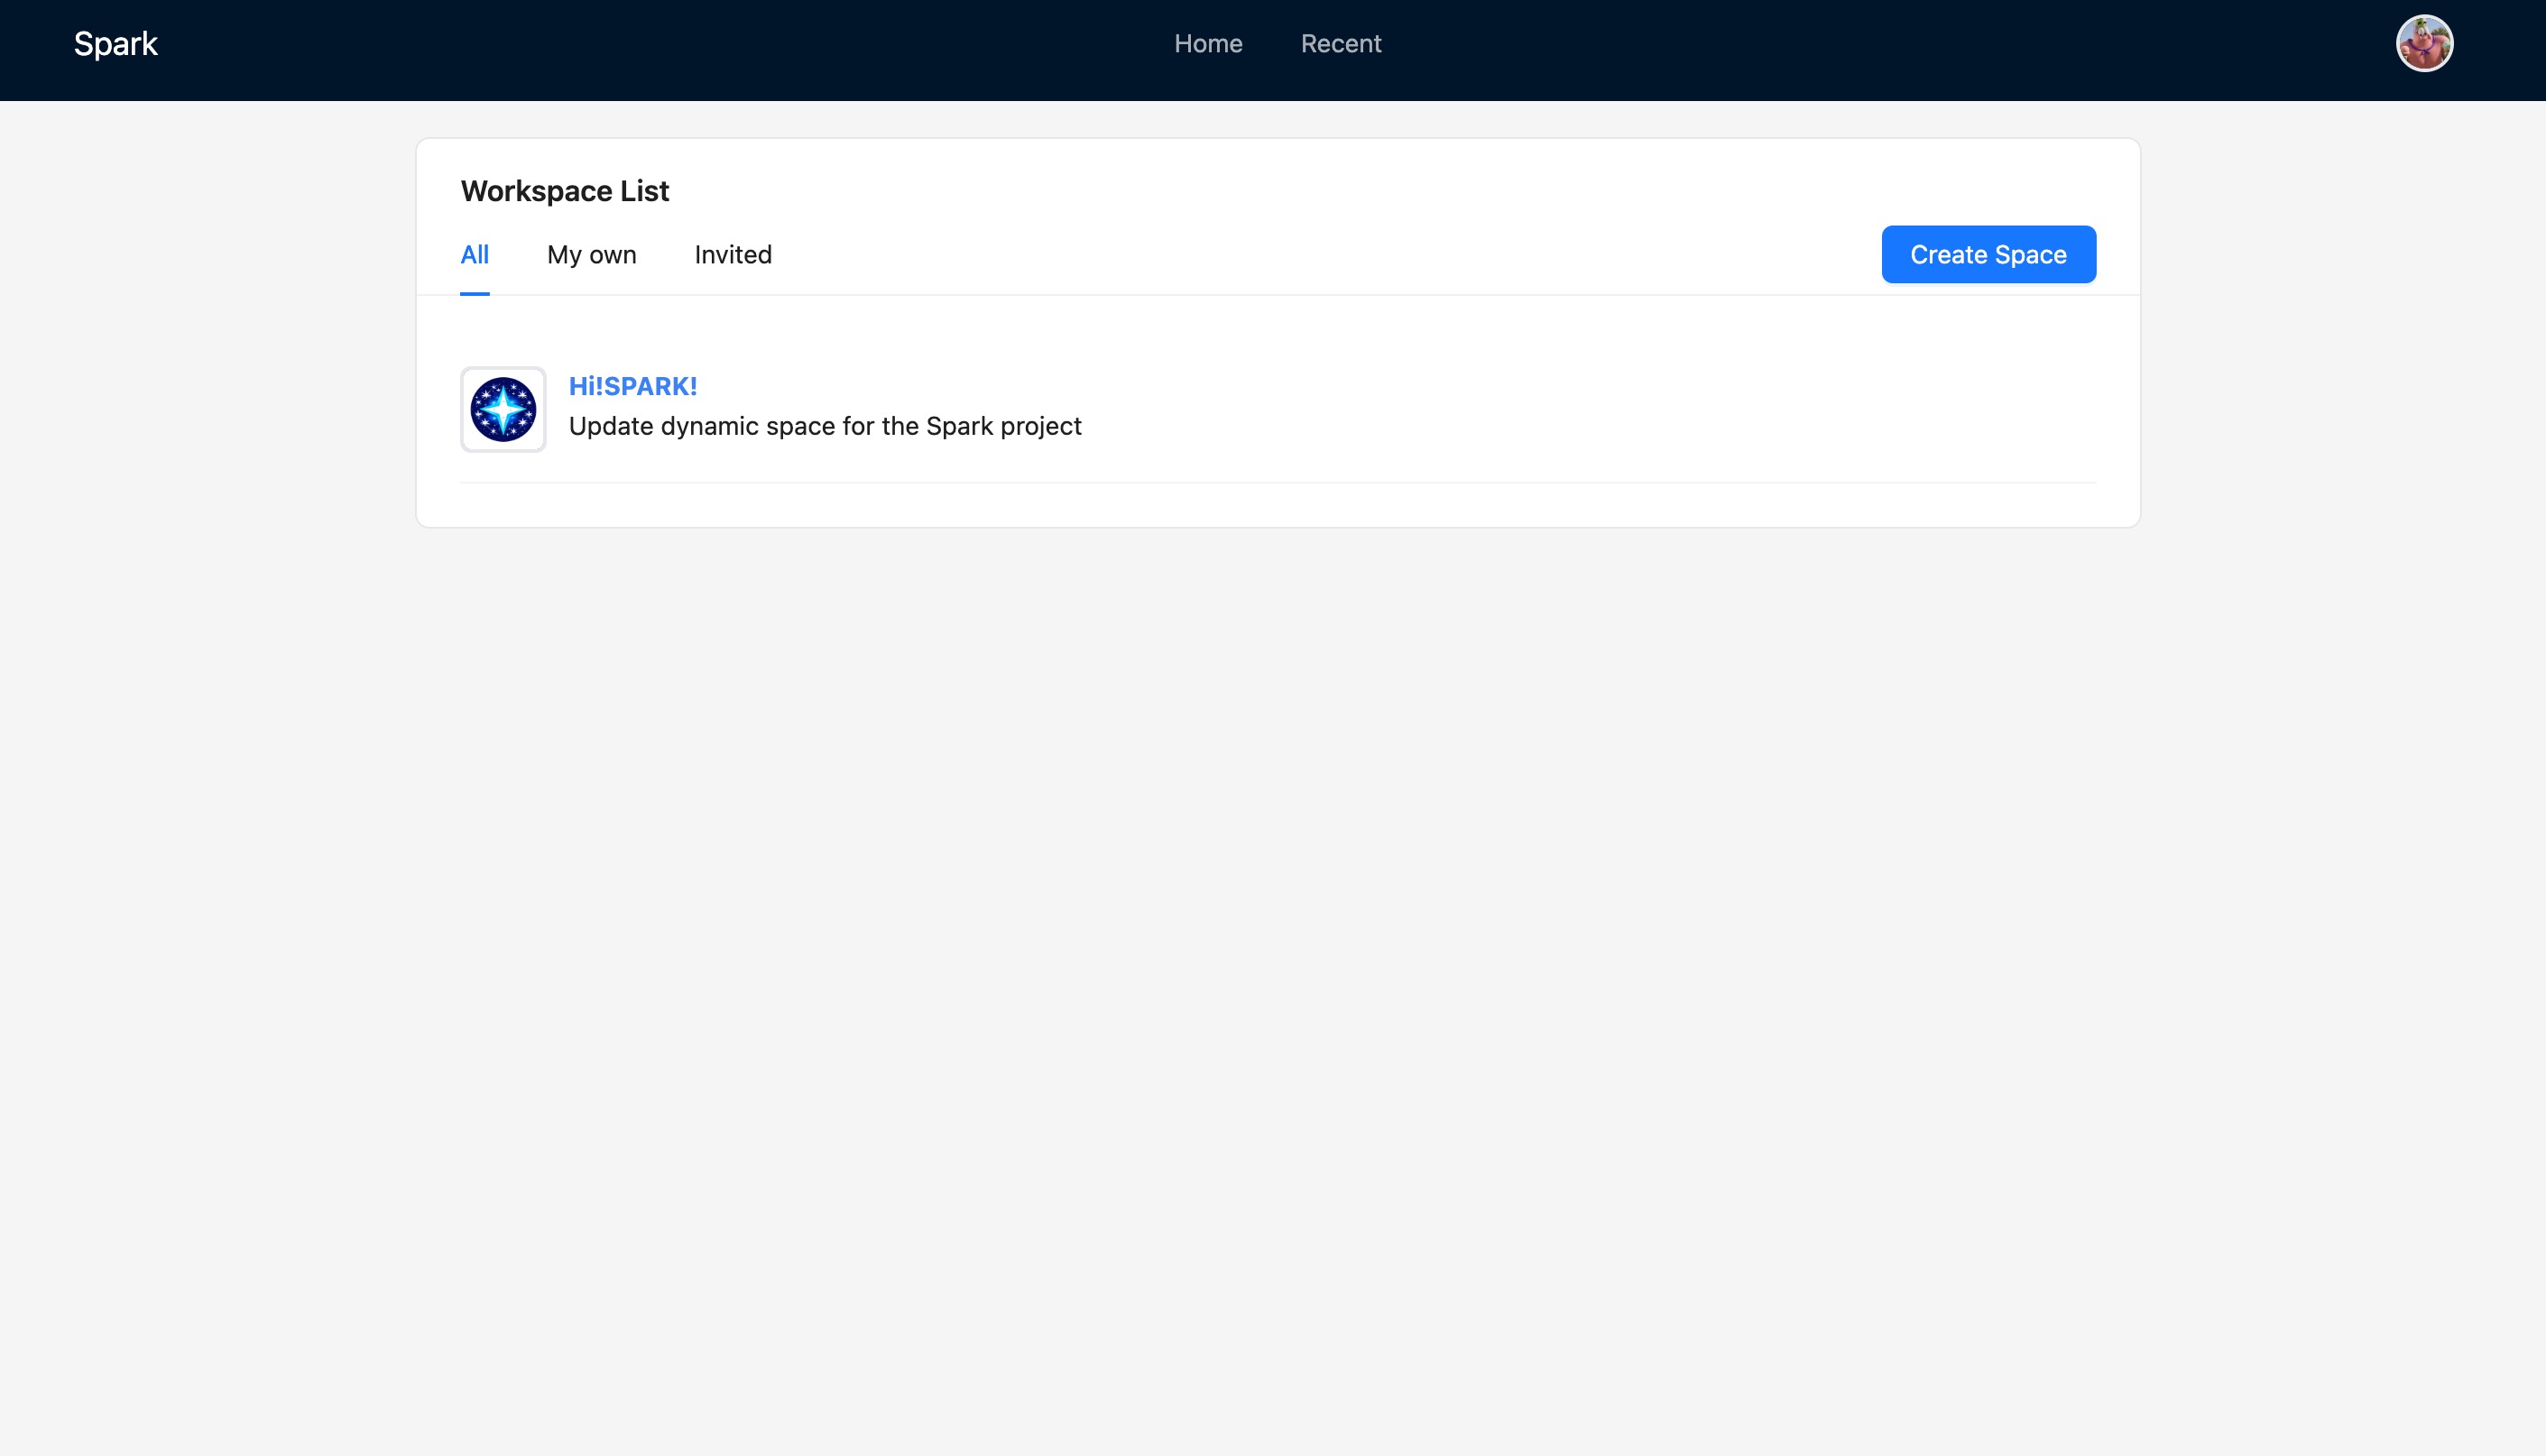 Spark
Home
Recent
Workspace List
All
My own
Invited
Create Space
Hi!SPARK!
Update dynamic space for the Spark project